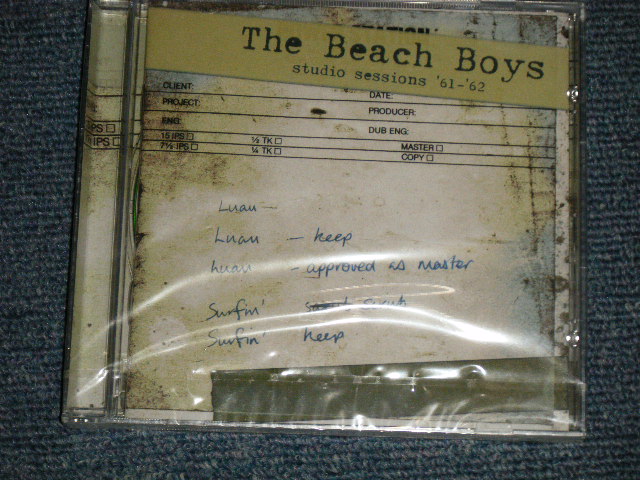 The Beach Boys
studio sessions '61-'62
CLIENT:
DATE:
PROJECT:
PRODUCER:
ENG:
DUB ENG:
PS □
15 IPS □
½ TK □
MASTER □
IPS □
7½ IPS □
¼ TK □
COPY □
Luau —
Luau — keep
Luau - approved as master
Surfin'
Surfin' keep